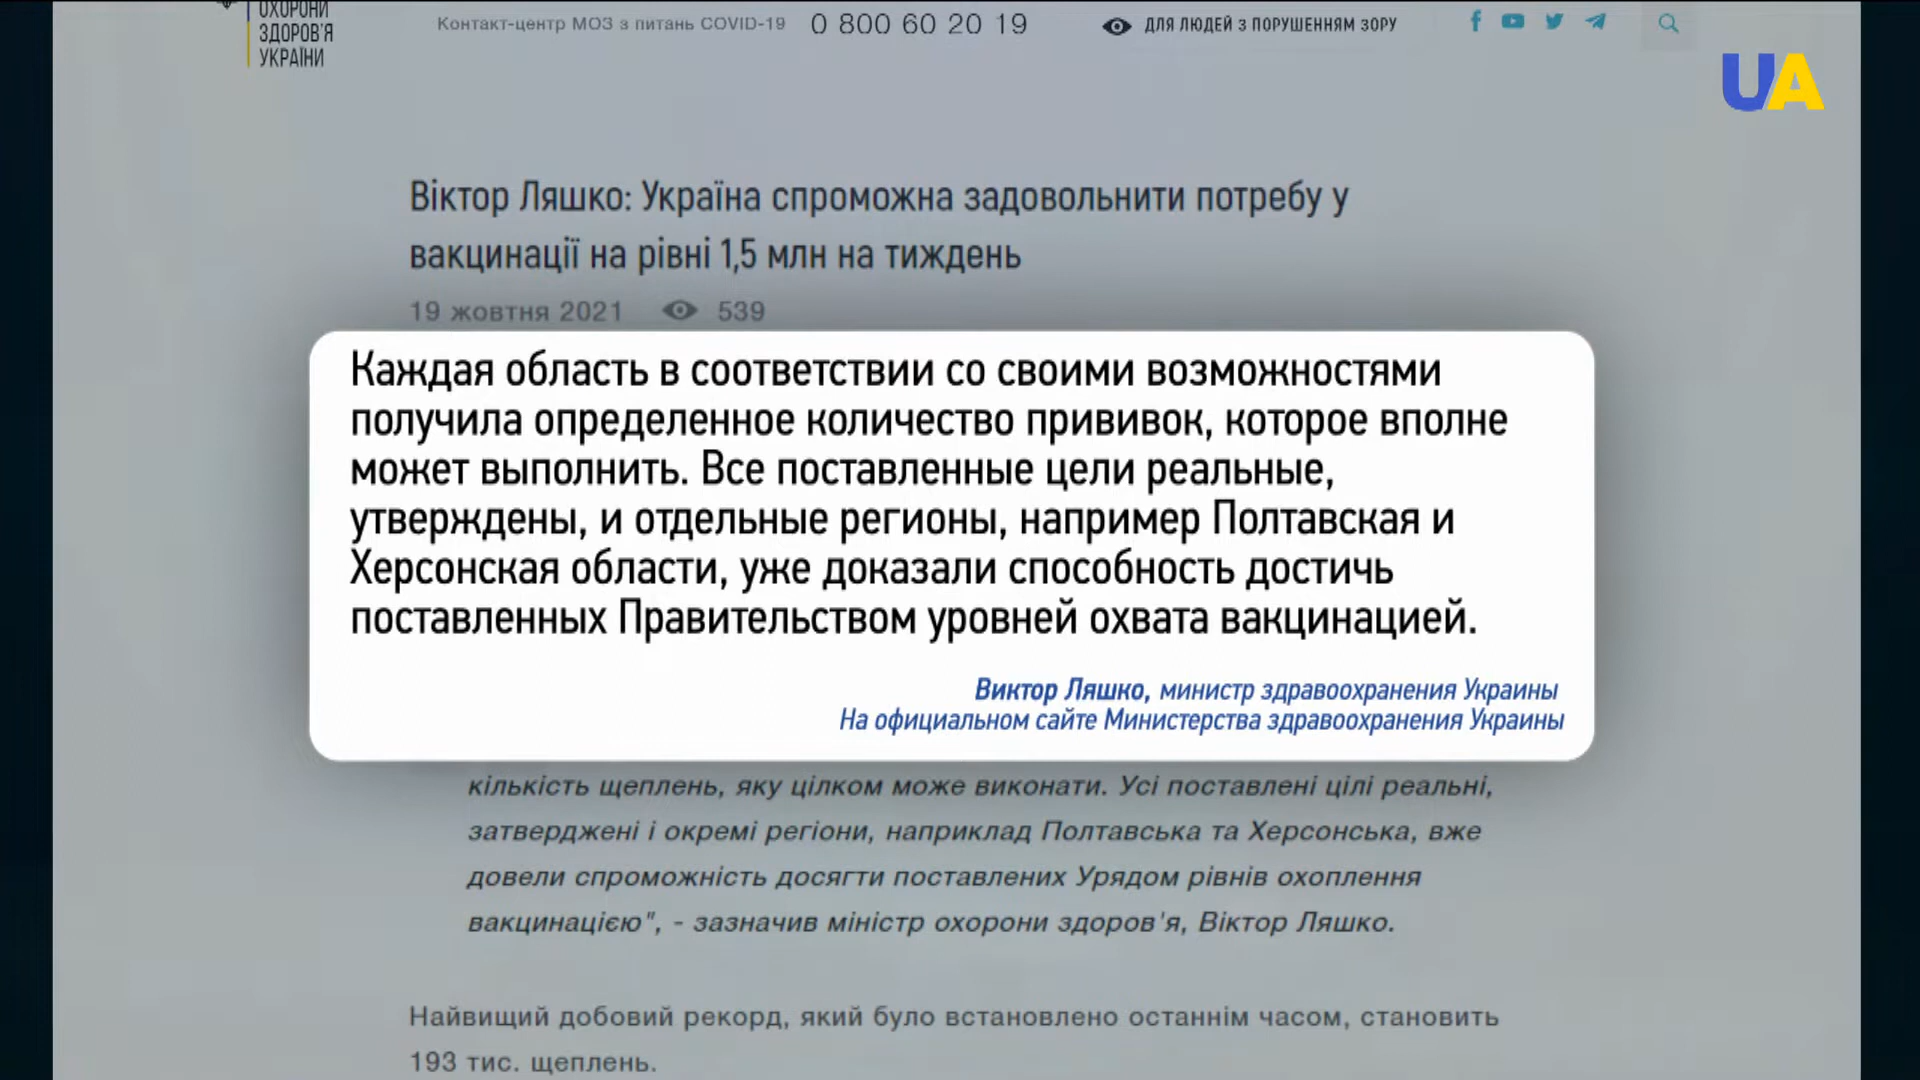 ОХОРОНИ
ЗДОРОВ'Я
УКРАЇНИ
Контакт-центр МОЗ з питань COVID-19 0 800 60 20 19 ДЛЯ ЛЮДЕЙ З ПОРУШЕННЯМ ЗОРУ
UA
Віктор Ляшко: Україна спроможна задовольнити потребу у
вакцинації на рівні 1,5 млн на тиждень
19 жовтня 2021 539
Каждая область в соответствии со своими возможностями
получила определенное количество прививок, которое вполне
может выполнить. Все поставленные цели реальные,
утверждены, и отдельные регионы, например Полтавская и
Херсонская области, уже доказали способность достичь
поставленных Правительством уровней охвата вакцинацией.
Виктор Ляшко, министр здравоохранения Украины
На официальном сайте Министерства здравоохранения Украины
кількість щеплень, яку цілком може виконати. Усі поставлені цілі реальні,
затверджені і окремі регіони, наприклад Полтавська та Херсонська, вже
довели спроможність досягти поставлених Урядом рівнів охоплення
вакцинацією", - зазначив міністр охорони здоров'я, Віктор Ляшко.
Найвищий добовий рекорд, який було встановлено останнім часом, становить
193 тис. щеплень.